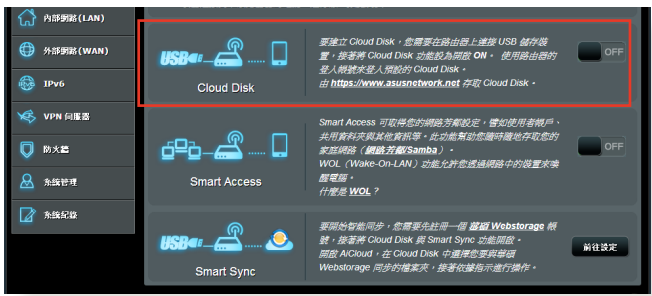 內部網路(LAN)
外部網路(WAN)
IPv6
VPN 伺服器
防火牆
系統管理
系統紀錄
USB
Cloud Disk
要建立 Cloud Disk，您需要在路由器上連接 USB 儲存裝
置，接著將 Cloud Disk 功能設為開啟 ON。 使用路由器的
登入帳號來登入預設的 Cloud Disk。
由 https://www.asusnetwork.net 存取 Cloud Disk。
OFF
Smart Access
Smart Access 可取得您的網路芳鄰設定，譬如使用者帳戶、
共用資料夾與其他資訊等。此功能幫助您隨時隨地存取您的
家庭網路（網路芳鄰/Samba）。
WOL（Wake-On-LAN）功能允許您透過網路中的裝置來喚
醒電腦。
什麼是 WOL？
OFF
USB
Smart Sync
要開始智能同步，您需要先註冊一個 華碩 Webstorage 帳
號，接著將 Cloud Disk 與 Smart Sync 功能開啟。
開啟 AiCloud，在 Cloud Disk 中選擇您要與華碩
Webstorage 同步的檔案夾，接著依據指示進行操作。
前往設定